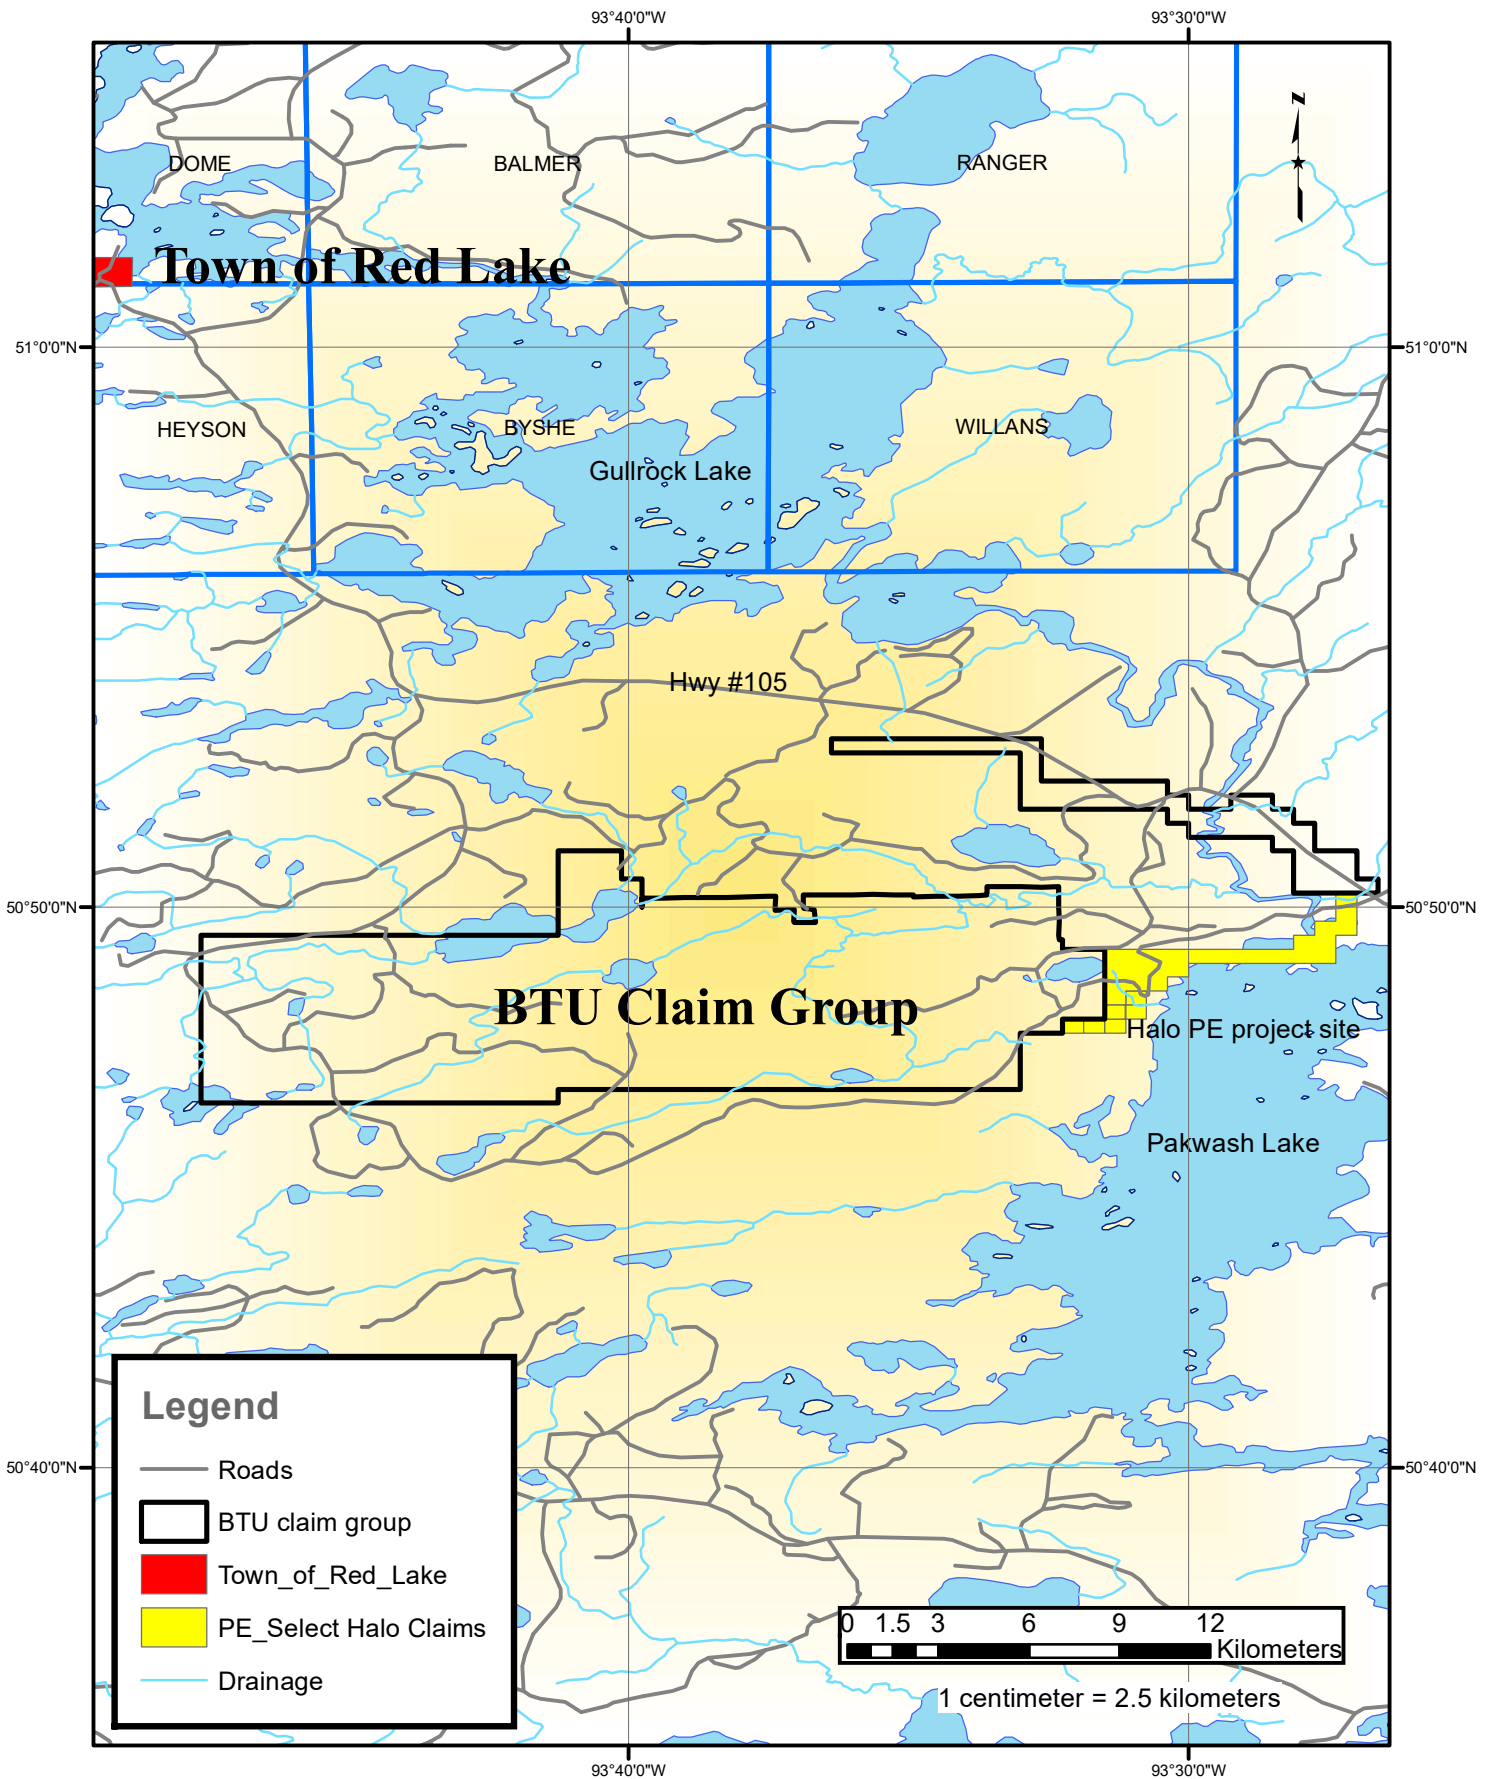 93°40'0"W
93°30'0"W
N
DOME
BALMER
RANGER
Town of Red Lake
51°0'0"N
51°0'0"N
HEYSON
BYSHE
WILLANS
Gullrock Lake
Hwy #105
50°50'0"N
50°50'0"N
BTU Claim Group
Halo PE project site
Pakwash Lake
Legend
Roads
BTU claim group
Town_of_Red_Lake
PE_Select Halo Claims
Drainage
50°40'0"N
50°40'0"N
0 1.5 3 6 9 12
Kilometers
1 centimeter = 2.5 kilometers
93°40'0"W
93°30'0"W